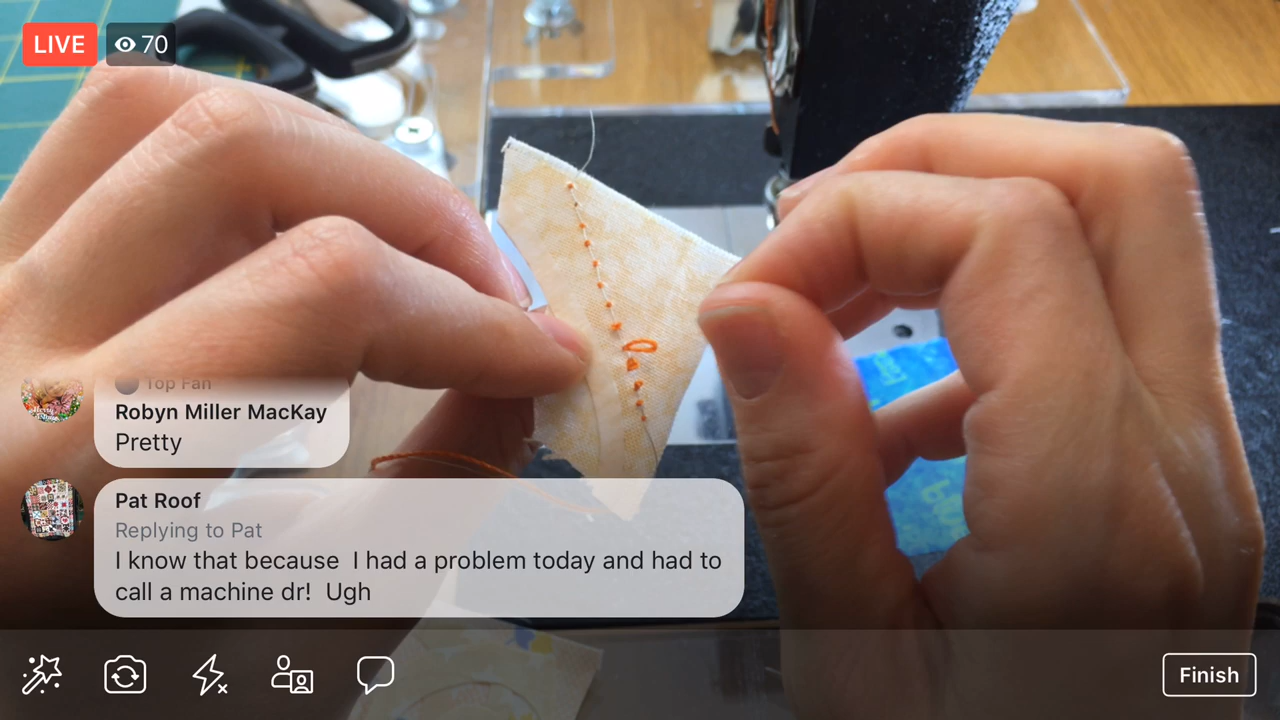 LIVE
70
Top Fan
Robyn Miller MacKay
Pretty
Pat Roof
Replying to Pat
I know that because  I had a problem today and had to
call a machine dr!  Ugh
Finish